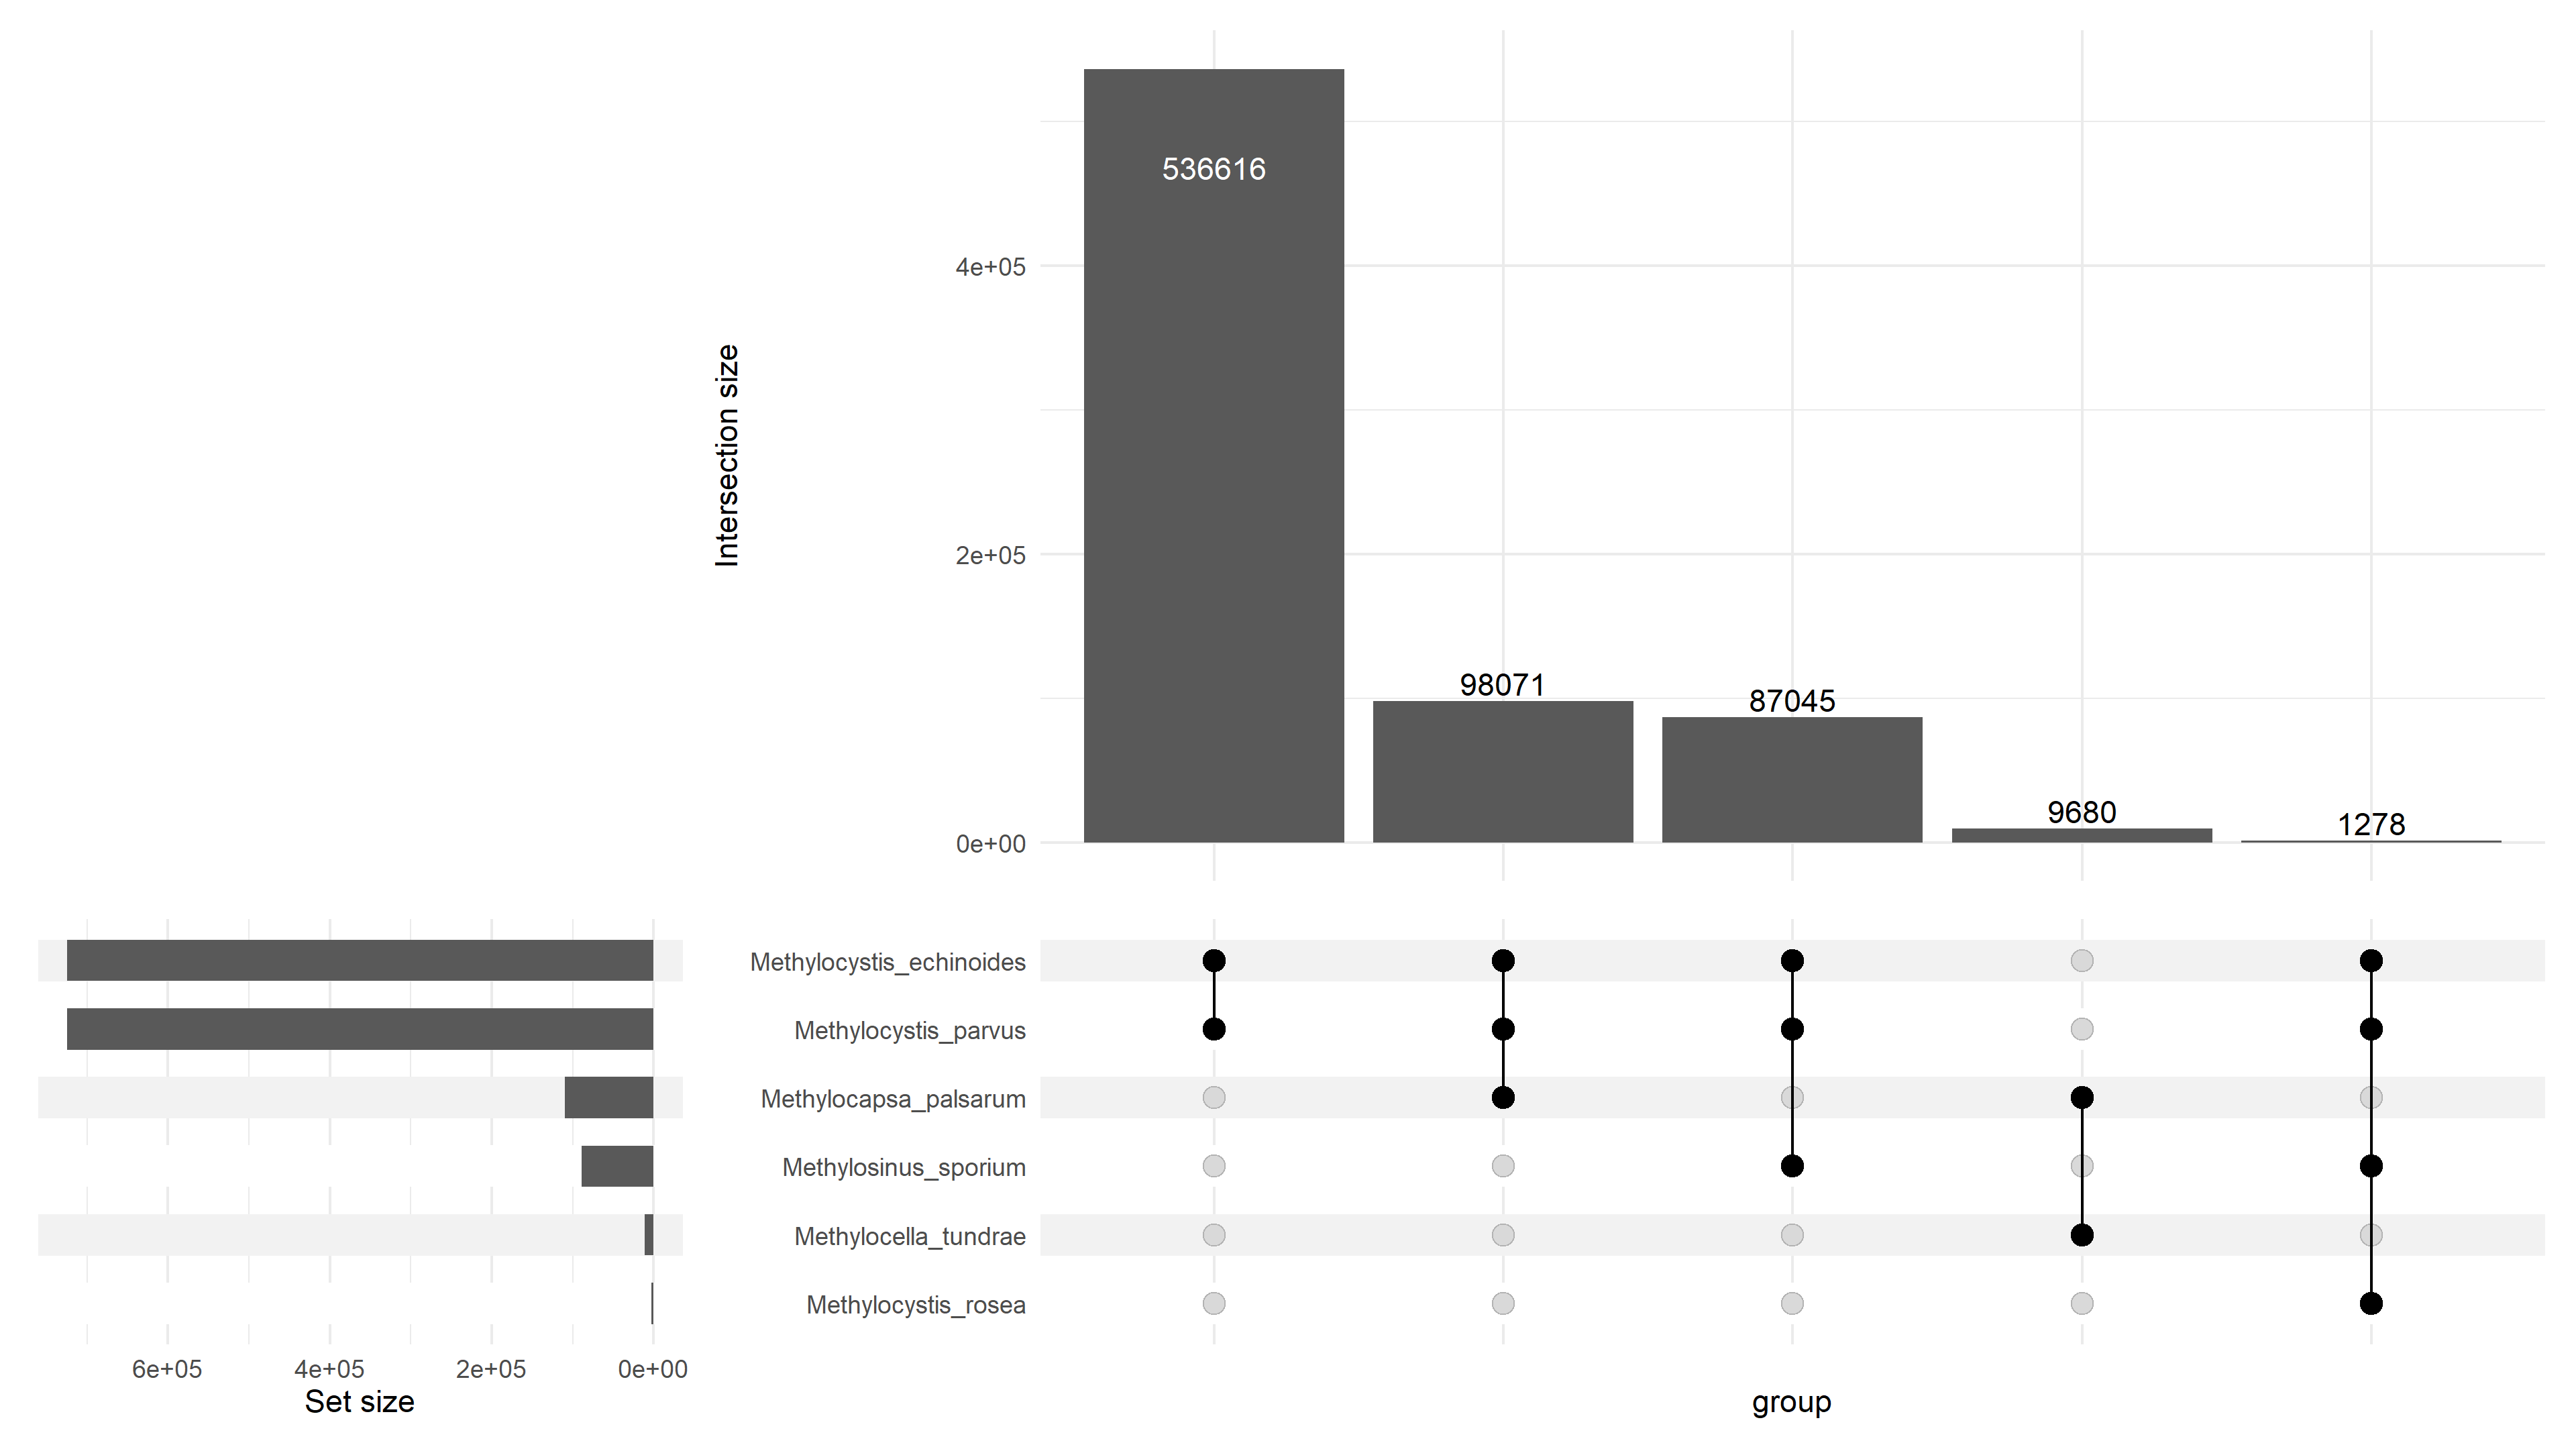 536616
4e+05
Intersection size
2e+05
98071
87045
9680
1278
0e+00
Methylocystis_echinoides
Methylocystis_parvus
Methylocapsa_palsarum
Methylosinus_sporium
Methylocella_tundrae
Methylocystis_rosea
6e+05 4e+05 2e+05 0e+00
Set size
group